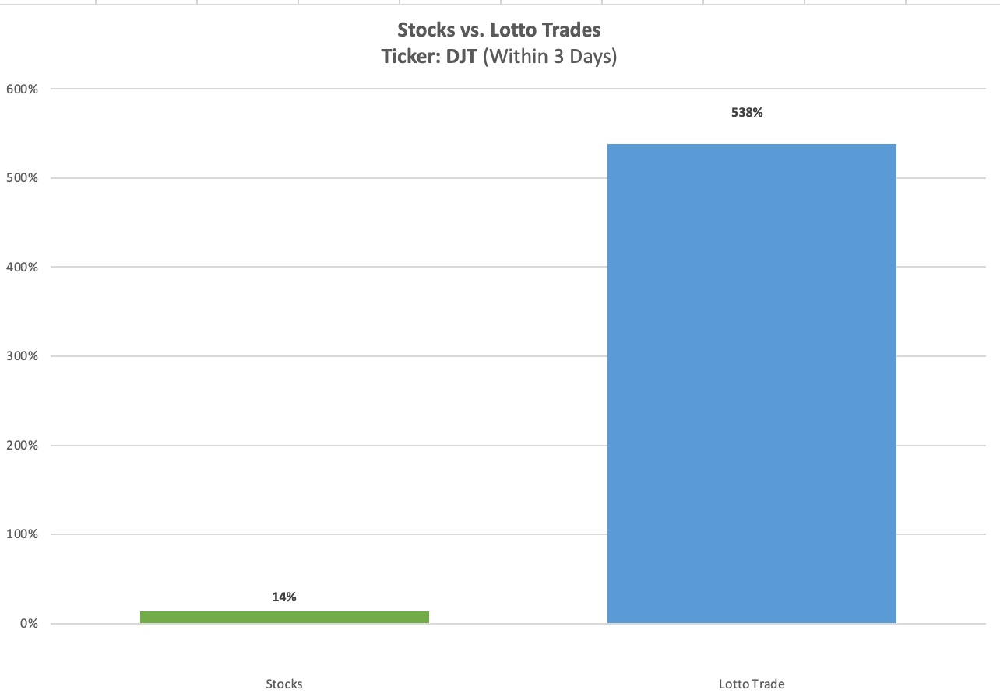 Stocks vs. Lotto Trades
Ticker: DJT (Within 3 Days)
600%
538%
500%
400%
300%
200%
100%
14%
0%
Stocks
Lotto Trade